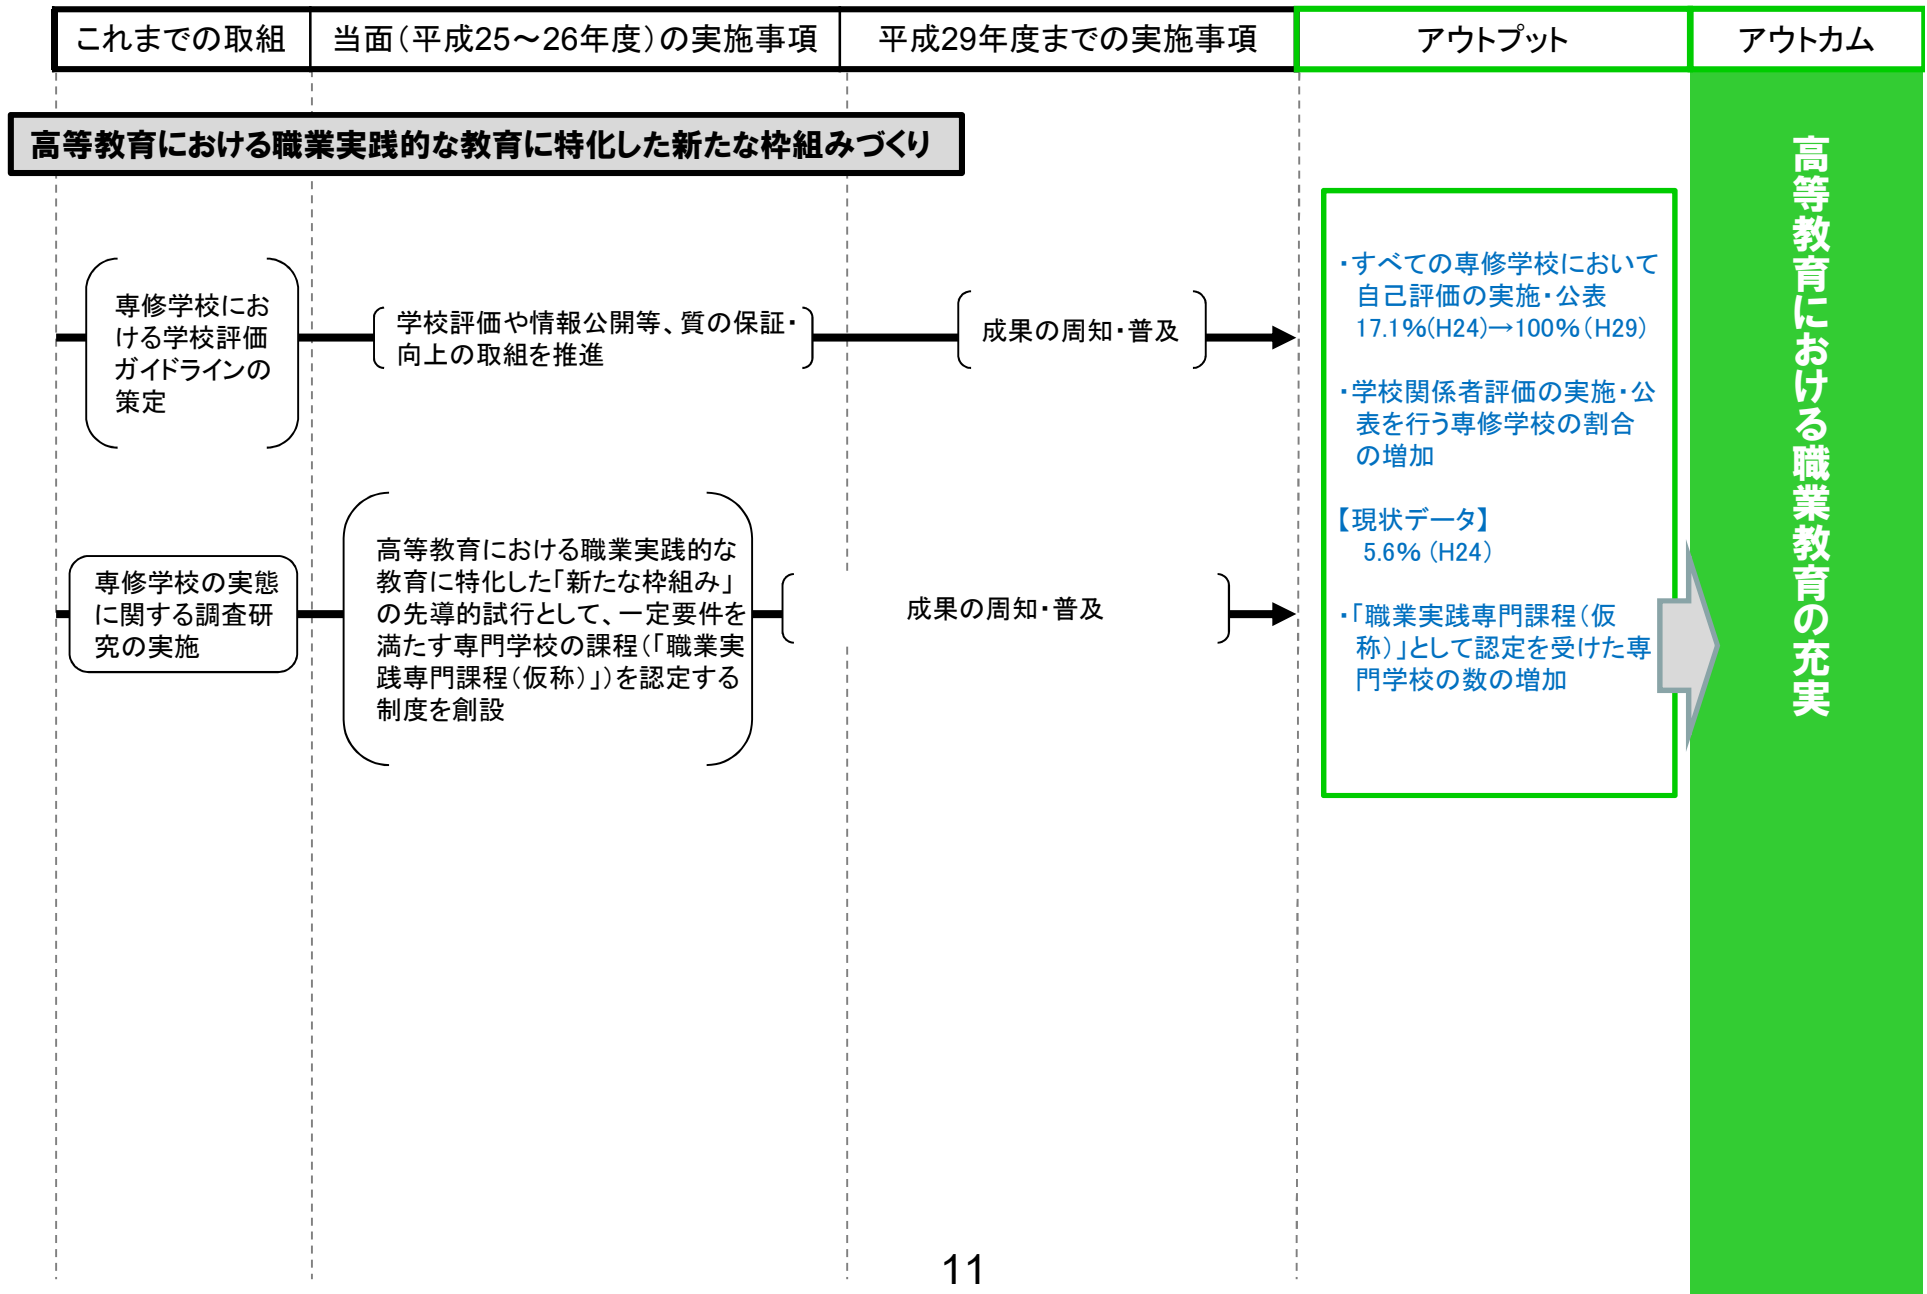 これまでの取組
当面(平成25～26年度)の実施事項
平成29年度までの実施事項
アウトプット
アウトカム
高等教育における職業実践的な教育に特化した新たな枠組みづくり
専修学校にお
ける学校評価
ガイドラインの
策定
学校評価や情報公開等、質の保証・
向上の取組を推進
成果の周知・普及
専修学校の実態
に関する調査研
究の実施
高等教育における職業実践的な
教育に特化した「新たな枠組み」
の先導的試行として、一定要件を
満たす専門学校の課程(「職業実
践専門課程(仮称)」)を認定する
制度を創設
成果の周知・普及
・すべての専修学校において
自己評価の実施・公表
17.1%(H24)→100%(H29)
・学校関係者評価の実施・公
表を行う専修学校の割合
の増加
【現状データ】
5.6% (H24)
・「職業実践専門課程(仮
称)」として認定を受けた専
門学校の数の増加
高等教育における職業教育の充実
11